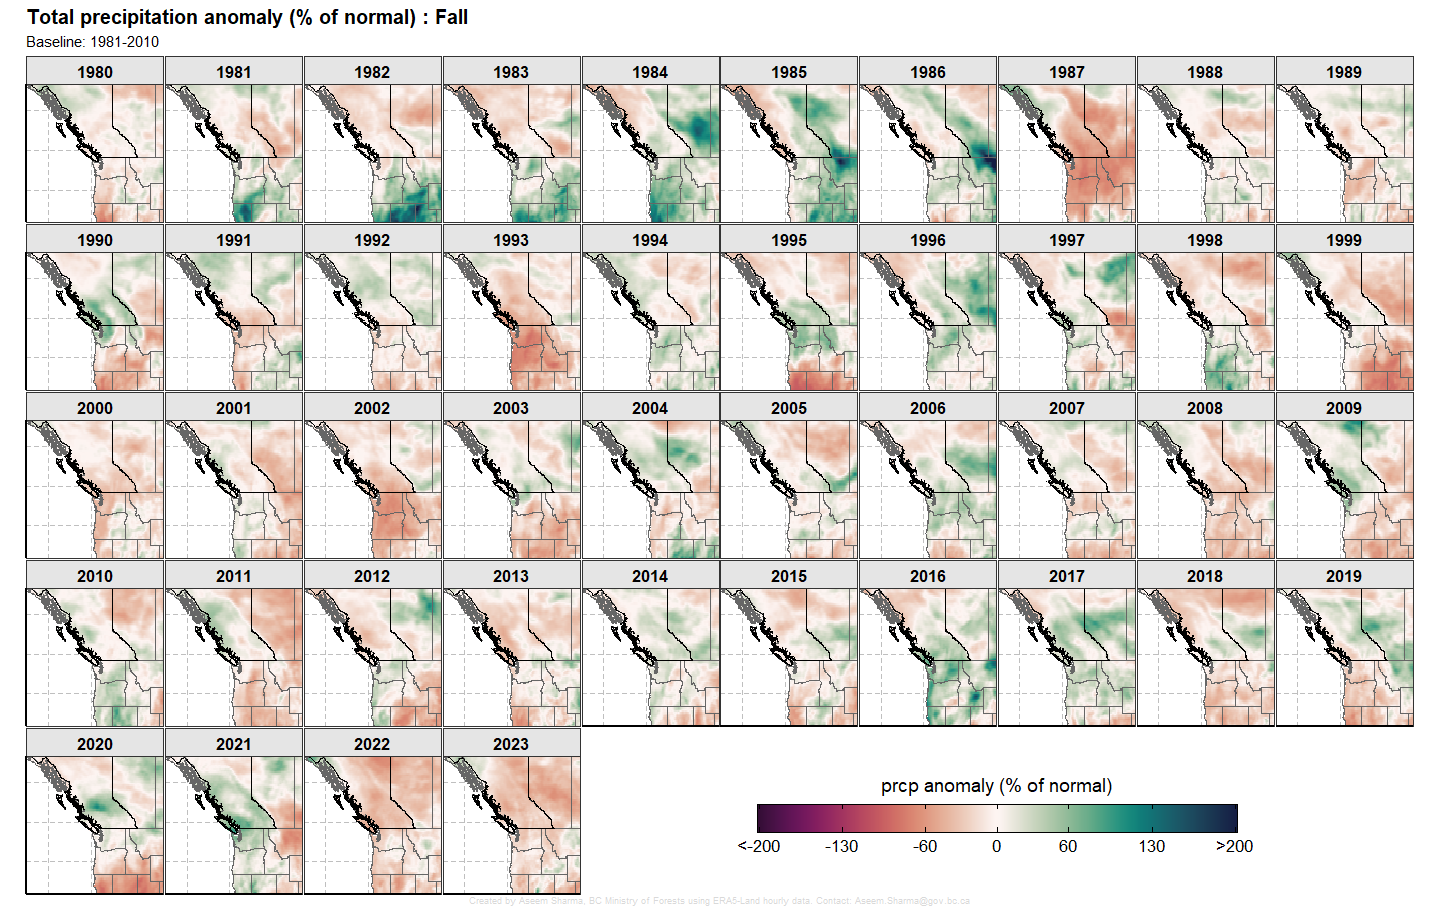 Total precipitation anomaly (% of normal) : Fall
Baseline: 1981-2010
1980 1981 1982 1983 1984 1985 1986 1987 1988 1989
1990 1991 1992 1993 1994 1995 1996 1997 1998 1999
2000 2001 2002 2003 2004 2005 2006 2007 2008 2009
2010 2011 2012 2013 2014 2015 2016 2017 2018 2019
2020 2021 2022 2023
prcp anomaly (% of normal)
<-200 -130 -60 0 60 130 >200
Created by Aseem Sharma, BC Ministry of Forests using ERA5-Land hourly data. Contact: Aseem.Sharma@gov.bc.ca